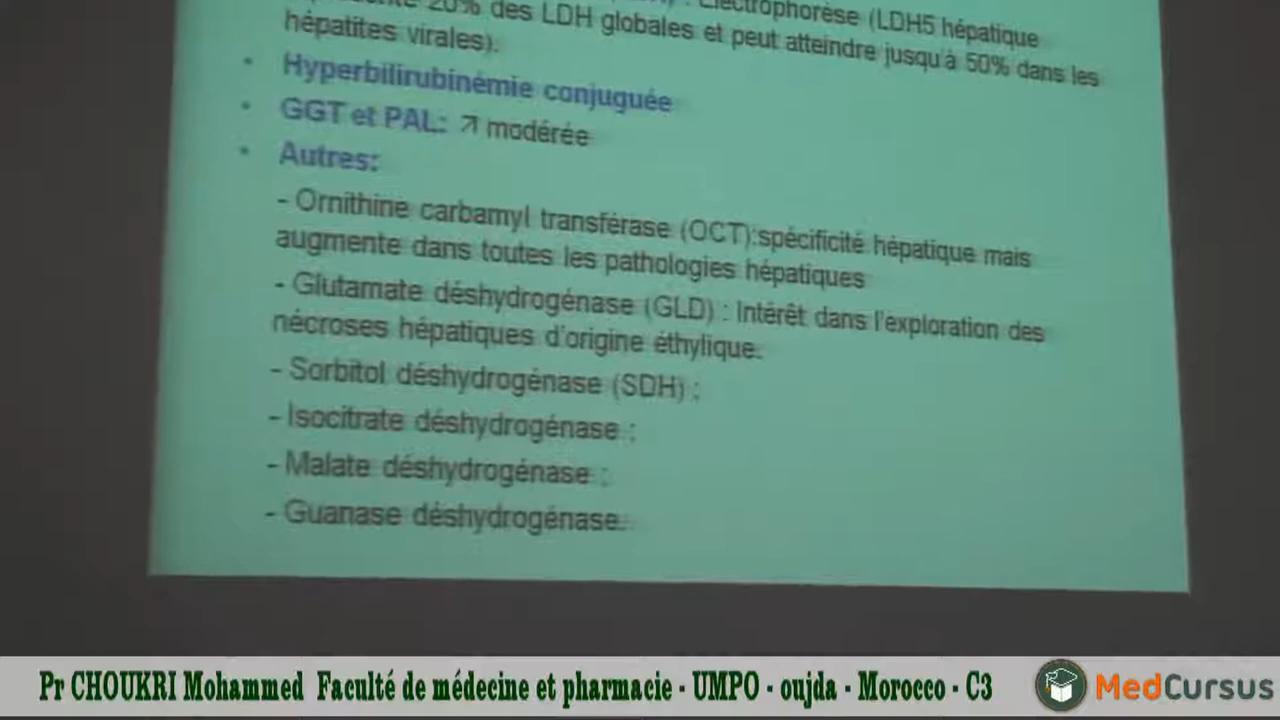 : Electrophorèse (LDH5 hépatique
20% des LDH globales et peut atteindre jusqu'à 50% dans les
hépatites virales).
• Hyperbilirubinémie conjuguée
• GGT et PAL: ↗ modérée
• Autres:
- Ornithine carbamyl transférase (OCT):spécificité hépatique mais
augmente dans toutes les pathologies hépatiques
- Glutamate déshydrogénase (GLD) : Intérêt dans l'exploration des
nécroses hépatiques d'origine éthylique.
- Sorbitol déshydrogénase (SDH) ;
- Isocitrate déshydrogénase ;
- Malate déshydrogénase ;
- Guanase déshydrogénase.
Pr CHOUKRI Mohammed Faculté de médecine et pharmacie - UMPO - oujda - Morocco - C3
MedCursus